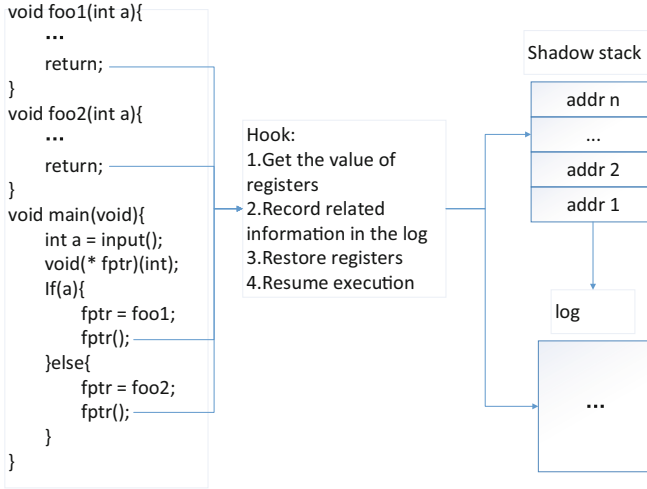 void foo1(int a){
...
return;
}
void foo2(int a){
...
return;
}
void main(void){
int a = input();
void(* fptr)(int);
If(a){
fptr = foo1;
fptr();
}else{
fptr = foo2;
fptr();
}
}
Hook:
1.Get the value of
registers
2.Record related
information in the log
3.Restore registers
4.Resume execution
Shadow stack
addr n
...
addr 2
addr 1
log
...